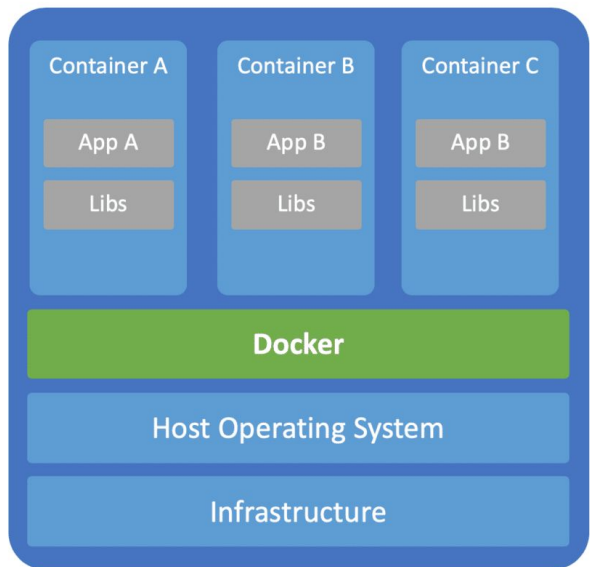 Container A
Container B
Container C
App A
App B
App B
Libs
Libs
Libs
Docker
Host Operating System
Infrastructure